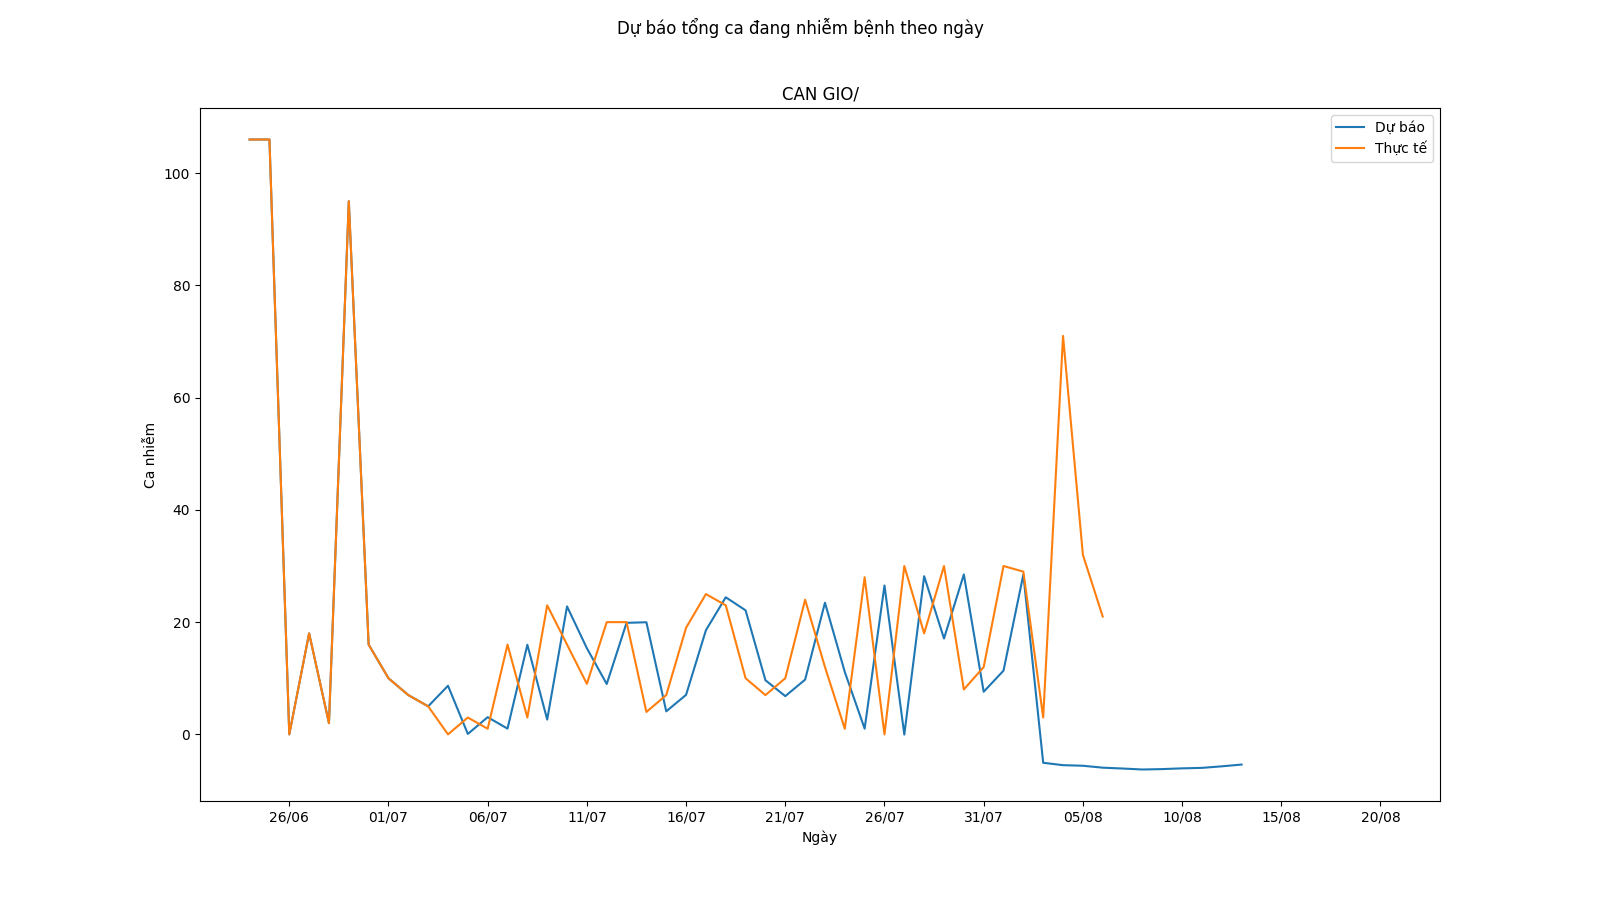 Dự báo tổng ca đang nhiễm bệnh theo ngày
CAN GIO/
Dự báo
Thực tế
100
80
60
40
20
0
Ca nhiễm
26/06 01/07 06/07 11/07 16/07 21/07 26/07 31/07 05/08 10/08 15/08 20/08
Ngày